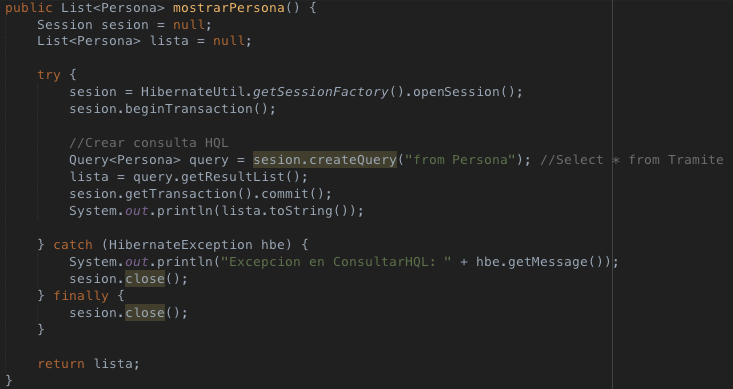 public List<Persona> mostrarPersona() {
    Session sesion = null;
    List<Persona> lista = null;

    try {
        sesion = HibernateUtil.getSessionFactory().openSession();
        sesion.beginTransaction();

        //Crear consulta HQL
        Query<Persona> query = sesion.createQuery("from Persona"); //Select * from Tramite
        lista = query.getResultList();
        sesion.getTransaction().commit();
        System.out.println(lista.toString());

    } catch (HibernateException hbe) {
        System.out.println("Excepcion en ConsultarHQL: " + hbe.getMessage());
        sesion.close();
    } finally {
        sesion.close();
    }

    return lista;
}